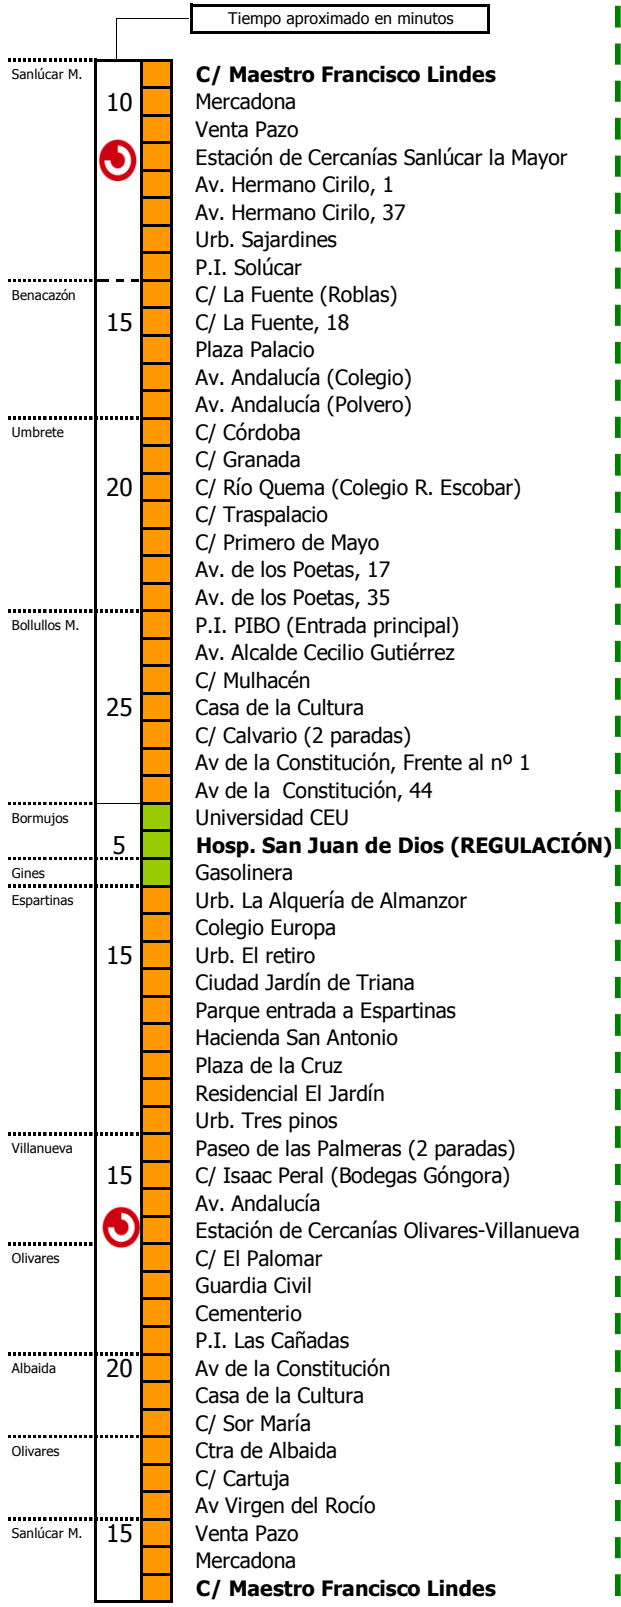 Tiempo aproximado en minutos
Sanlúcar M. C/ Maestro Francisco Lindes
10 Mercadona
Venta Pazo
Estación de Cercanías Sanlúcar la Mayor
Av. Hermano Cirilo, 1
Av. Hermano Cirilo, 37
Urb. Sajardines
P.I. Solúcar
Benacazón C/ La Fuente (Roblas)
15 C/ La Fuente, 18
Plaza Palacio
Av. Andalucía (Colegio)
Av. Andalucía (Polvero)
Umbrete C/ Córdoba
C/ Granada
20 C/ Río Quema (Colegio R. Escobar)
C/ Traspalacio
C/ Primero de Mayo
Av. de los Poetas, 17
Av. de los Poetas, 35
Bollullos M. P.I. PIBO (Entrada principal)
Av. Alcalde Cecilio Gutiérrez
C/ Mulhacén
25 Casa de la Cultura
C/ Calvario (2 paradas)
Av de la Constitución, Frente al nº 1
Av de la Constitución, 44
Bormujos Universidad CEU
5 Hosp. San Juan de Dios (REGULACIÓN)
Gines Gasolinera
Espartinas Urb. La Alquería de Almanzor
Colegio Europa
15 Urb. El retiro
Ciudad Jardín de Triana
Parque entrada a Espartinas
Hacienda San Antonio
Plaza de la Cruz
Residencial El Jardín
Urb. Tres pinos
Villanueva Paseo de las Palmeras (2 paradas)
15 C/ Isaac Peral (Bodegas Góngora)
Av. Andalucía
Estación de Cercanías Olivares-Villanueva
Olivares C/ El Palomar
Guardia Civil
Cementerio
P.I. Las Cañadas
Albaida 20 Av de la Constitución
Casa de la Cultura
C/ Sor María
Olivares Ctra de Albaida
C/ Cartuja
Av Virgen del Rocío
Sanlúcar M. 15 Venta Pazo
Mercadona
C/ Maestro Francisco Lindes